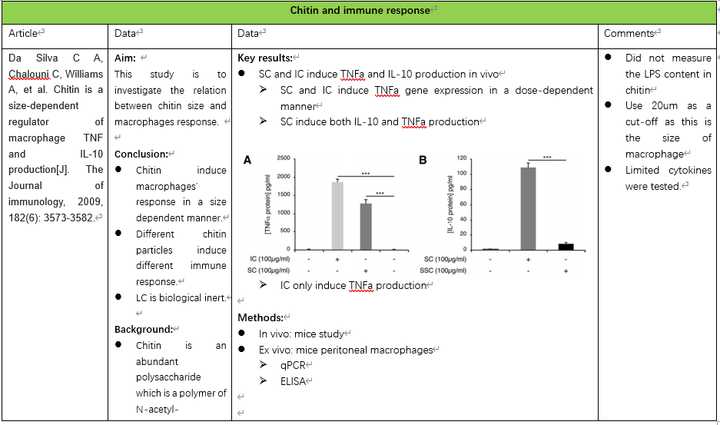 Chitin and immune response
Article
Data
Data
Comments
Da Silva C A,
Chalouni C, Williams
A, et al. Chitin is a
size-dependent
regulator of
macrophage TNF
and IL-10
production[J]. The
Journal of
immunology, 2009,
182(6): 3573-3582.
Aim:
This study is to
investigate the relation
between chitin size and
macrophages response.
Conclusion:
● Chitin induce
macrophages'
response in a size
dependent manner.
● Different chitin
particles induce
different immune
response.
● LC is biological inert.
Background:
● Chitin is an
abundant
polysaccharide
which is a polymer of
N-acetyl-
Key results:
● SC and IC induce TNFa and IL-10 production in vivo
➢ SC and IC induce TNFa gene expression in a dose-dependent
manner
➢ SC induce both IL-10 and TNFa production
A
[TNFα protein] pg/ml
2500
2000
1500
1000
500
0
***
***
IC (100µg/ml) - + - -
SC (100µg/ml) - - + -
B
[IL-10 protein] pg/ml
120
100
80
60
40
20
0
***
SC (100µg/ml) - + -
SSC (100µg/ml) - - +
➢ IC only induce TNFa production
Methods:
● In vivo: mice study
● Ex vivo: mice peritoneal macrophages
➢ qPCR
➢ ELISA
● Did not measure
the LPS content in
chitin
● Use 20um as a
cut-off as this is
the size of
macrophage
● Limited cytokines
were tested.